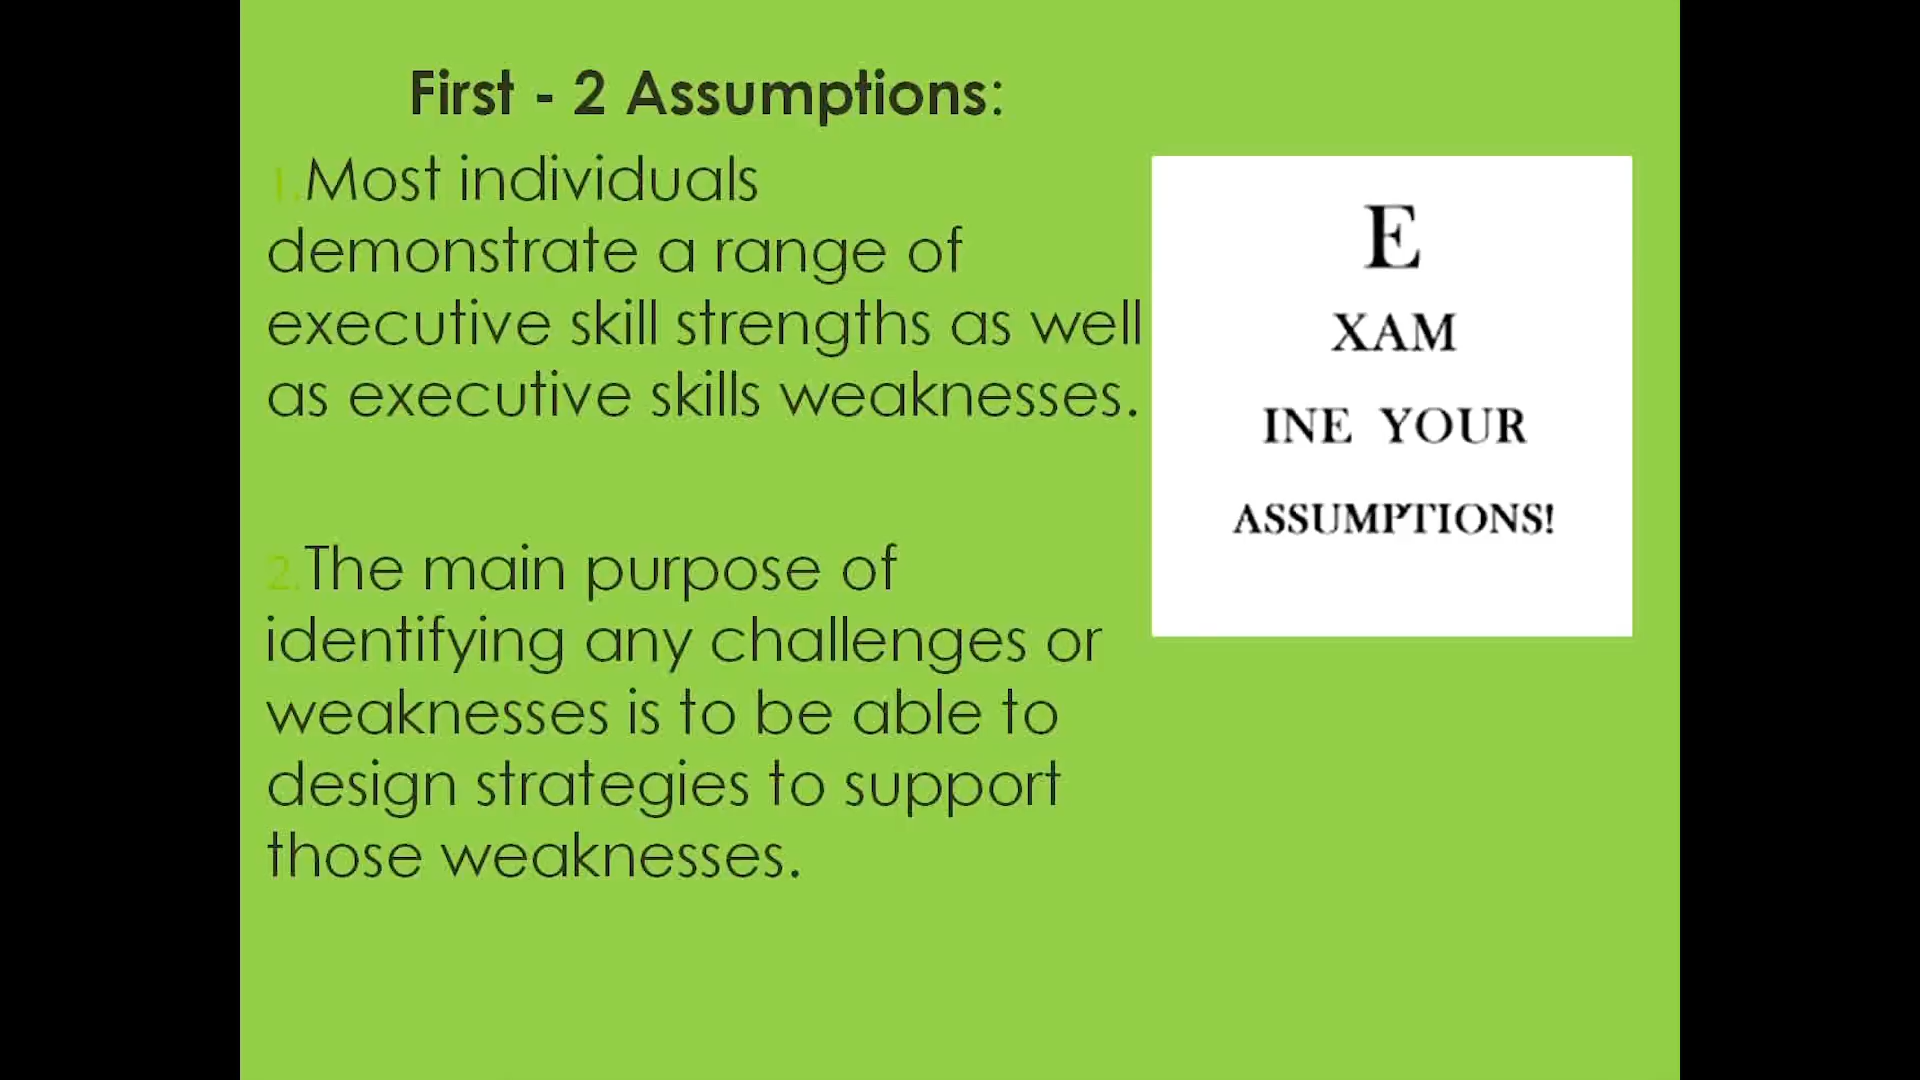 First - 2 Assumptions:
1.Most individuals
demonstrate a range of
executive skill strengths as well
as executive skills weaknesses.
2.The main purpose of
identifying any challenges or
weaknesses is to be able to
design strategies to support
those weaknesses.
E
XAM
INE YOUR
ASSUMPTIONS!